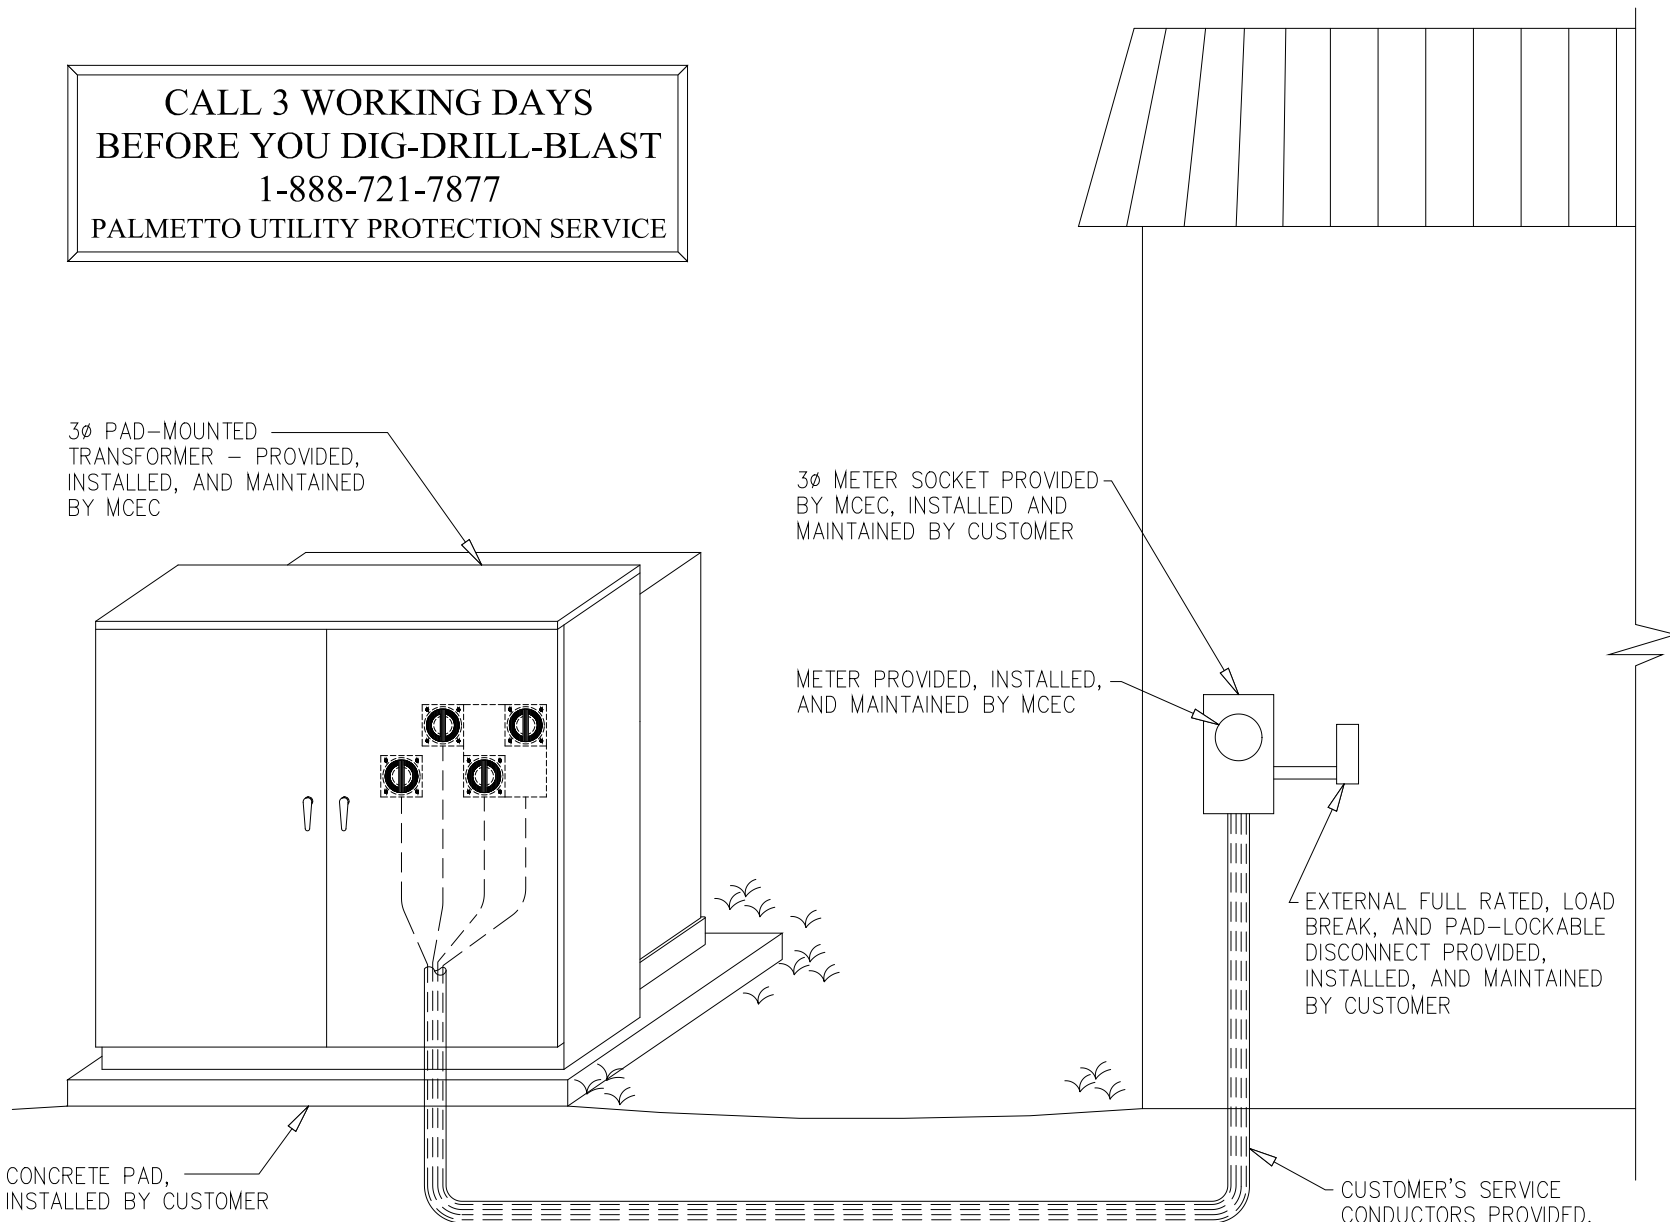 CALL 3 WORKING DAYS
BEFORE YOU DIG-DRILL-BLAST
1-888-721-7877
PALMETTO UTILITY PROTECTION SERVICE
3ø PAD-MOUNTED
TRANSFORMER – PROVIDED,
INSTALLED, AND MAINTAINED
BY MCEC
3ø METER SOCKET PROVIDED
BY MCEC, INSTALLED AND
MAINTAINED BY CUSTOMER
METER PROVIDED, INSTALLED,
AND MAINTAINED BY MCEC
EXTERNAL FULL RATED, LOAD
BREAK, AND PAD-LOCKABLE
DISCONNECT PROVIDED,
INSTALLED, AND MAINTAINED
BY CUSTOMER
CONCRETE PAD,
INSTALLED BY CUSTOMER
CUSTOMER'S SERVICE
CONDUCTORS PROVIDED,